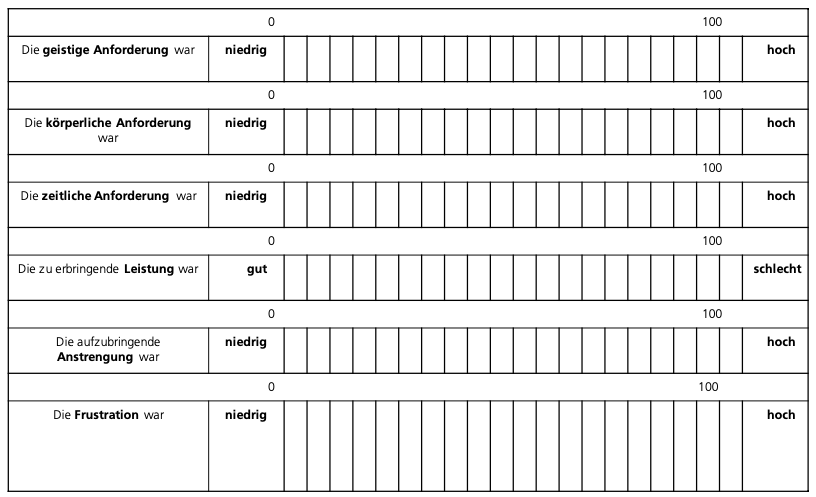 0 100
Die geistige Anforderung war niedrig hoch
0 100
Die körperliche Anforderung niedrig hoch
war
0 100
Die zeitliche Anforderung war niedrig hoch
0 100
Die zu erbringende Leistung war gut schlecht
0 100
Die aufzubringende niedrig hoch
Anstrengung war
0 100
Die Frustration war niedrig hoch